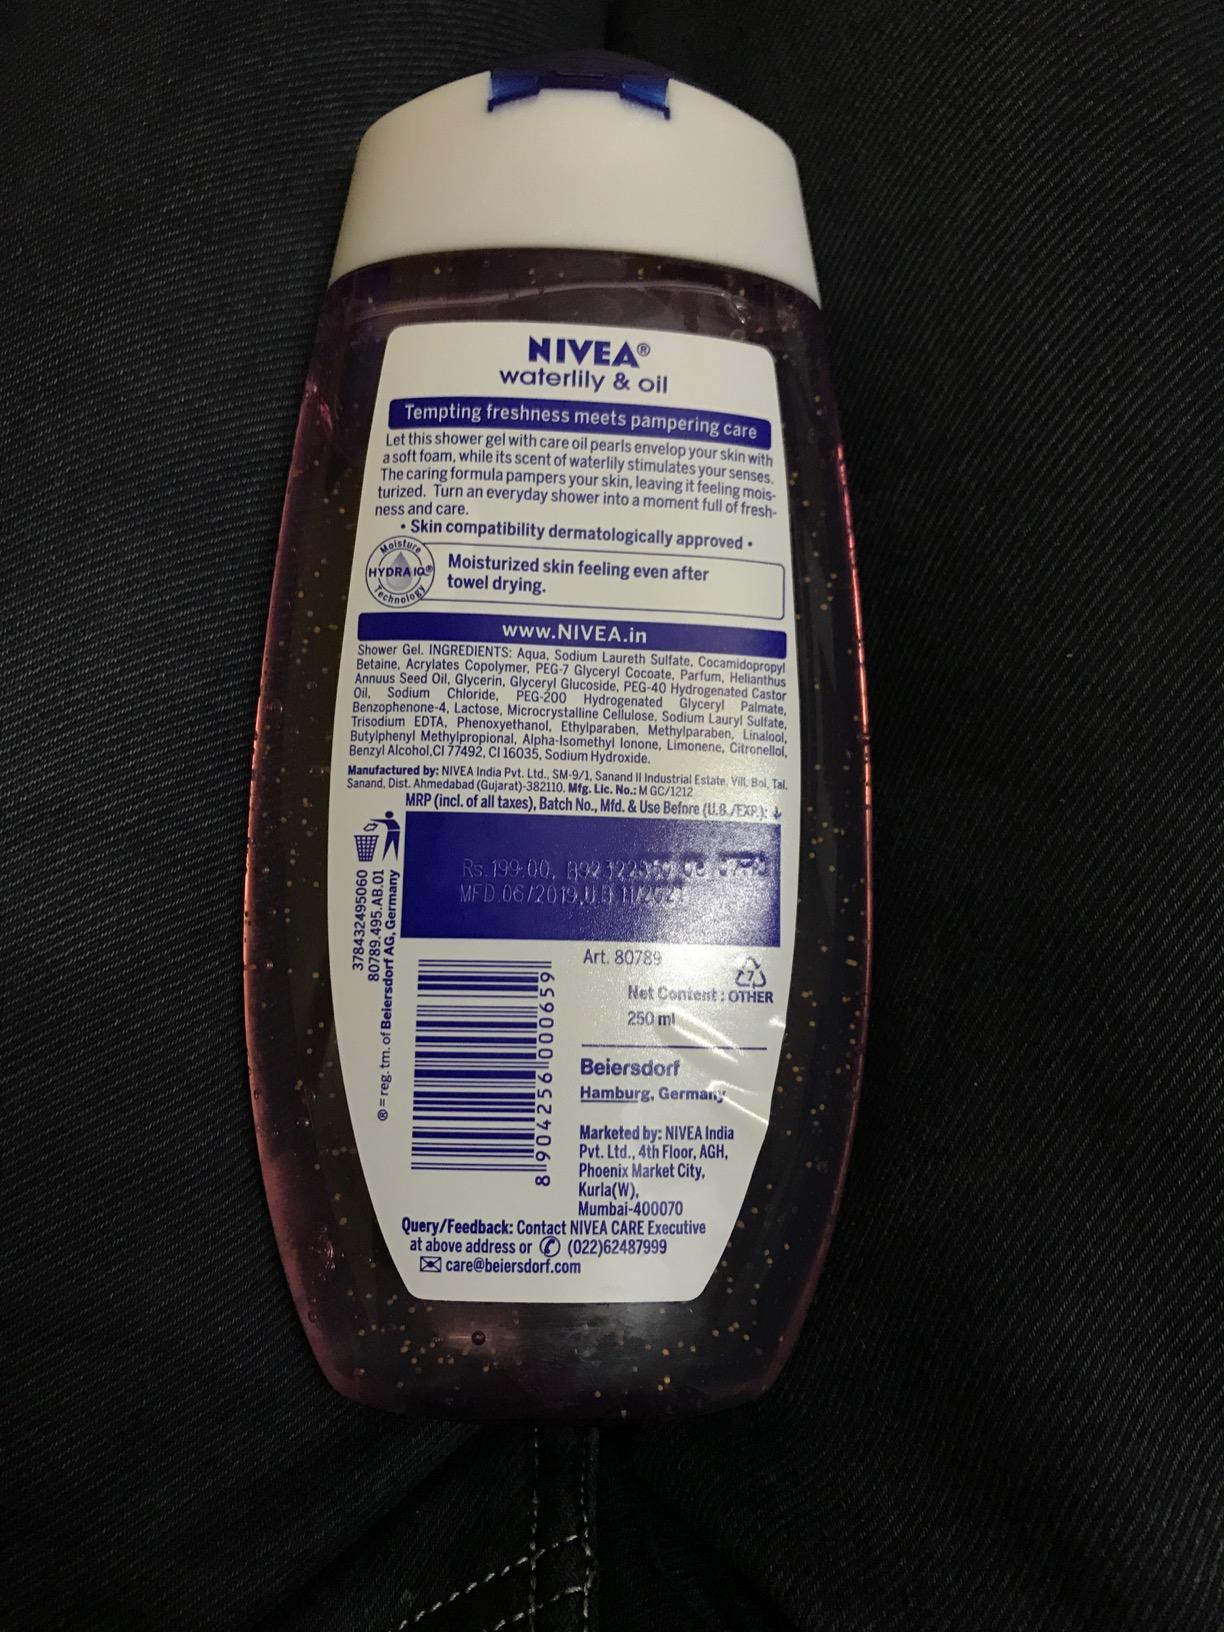 NIVEA®
waterlily & oil
Tempting freshness meets pampering care
Let this shower gel with care oil pearls envelop your skin with
a soft foam, while its scent of waterlily stimulates your senses.
The caring formula pampers your skin, leaving it feeling mois-
turized. Turn an everyday shower into a moment full of fresh-
ness and care.
• Skin compatibility dermatologically approved •
Moisture
HYDRA IQ®
Technology
Moisturized skin feeling even after
towel drying.
www.NIVEA.in
Shower Gel. INGREDIENTS: Aqua, Sodium Laureth Sulfate, Cocamidopropyl
Betaine, Acrylates Copolymer, PEG-7 Glyceryl Cocoate, Parfum, Helianthus
Annuus Seed Oil, Glycerin, Glyceryl Glucoside, PEG-40 Hydrogenated Castor
Oil, Sodium Chloride, PEG-200 Hydrogenated Glyceryl Palmate,
Benzophenone-4, Lactose, Microcrystalline Cellulose, Sodium Lauryl Sulfate,
Trisodium EDTA, Phenoxyethanol, Ethylparaben, Methylparaben, Linalool,
Butylphenyl Methylpropional, Alpha-Isomethyl Ionone, Limonene, Citronellol,
Benzyl Alcohol,CI 77492, CI 16035, Sodium Hydroxide.
Manufactured by: NIVEA India Pvt. Ltd., SM-9/1, Sanand II Industrial Estate, Vill. Bol, Tal.
Sanand, Dist. Ahmedabad (Gujarat)-382110. Mfg. Lic. No.: M GC/1212
MRP (incl. of all taxes), Batch No., Mfd. & Use Before (U.B./EXP.):
Rs.199.00,
MFD.06/2019,U.B
378432495060
80789.495.AB.01
®=reg. tm. of Beiersdorf AG, Germany
8 904256 000659
Art. 80789
7
Net Content : OTHER
250 ml
Beiersdorf
Hamburg, Germany
Marketed by: NIVEA India
Pvt. Ltd., 4th Floor, AGH,
Phoenix Market City,
Kurla(W),
Mumbai-400070
Query/Feedback: Contact NIVEA CARE Executive
at above address or (022)62487999
care@beiersdorf.com